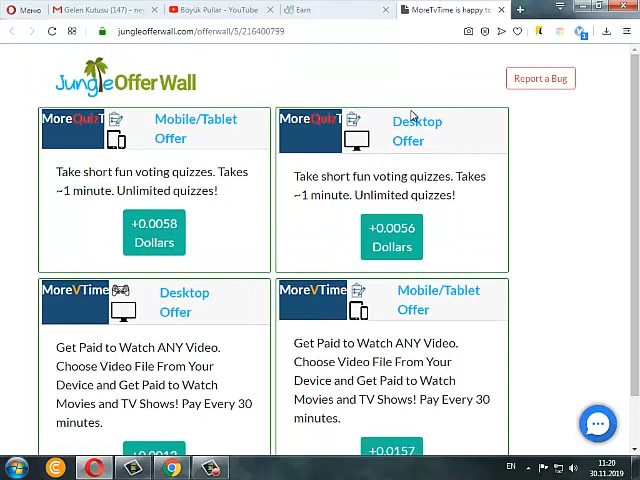 Меню
Gelen Kutusu (147) - ne
Böyük Pullar - YouTube
Earn
MoreTvTime is happy to
jungleofferwall.com/offerwall/5/216400799
JungleOfferWall
Report a Bug
MoreQuizT
Mobile/Tablet
Offer
Take short fun voting quizzes. Takes
~1 minute. Unlimited quizzes!
+0.0058
Dollars
MoreQuizT
Desktop
Offer
Take short fun voting quizzes. Takes
~1 minute. Unlimited quizzes!
+0.0056
Dollars
MoreVTime
Desktop
Offer
Get Paid to Watch ANY Video.
Choose Video File From Your
Device and Get Paid to Watch
Movies and TV Shows! Pay Every 30
minutes.
MoreVTime
Mobile/Tablet
Offer
Get Paid to Watch ANY Video.
Choose Video File From Your
Device and Get Paid to Watch
Movies and TV Shows! Pay Every 30
minutes.
+0.0157
EN
11:20
30.11.2019